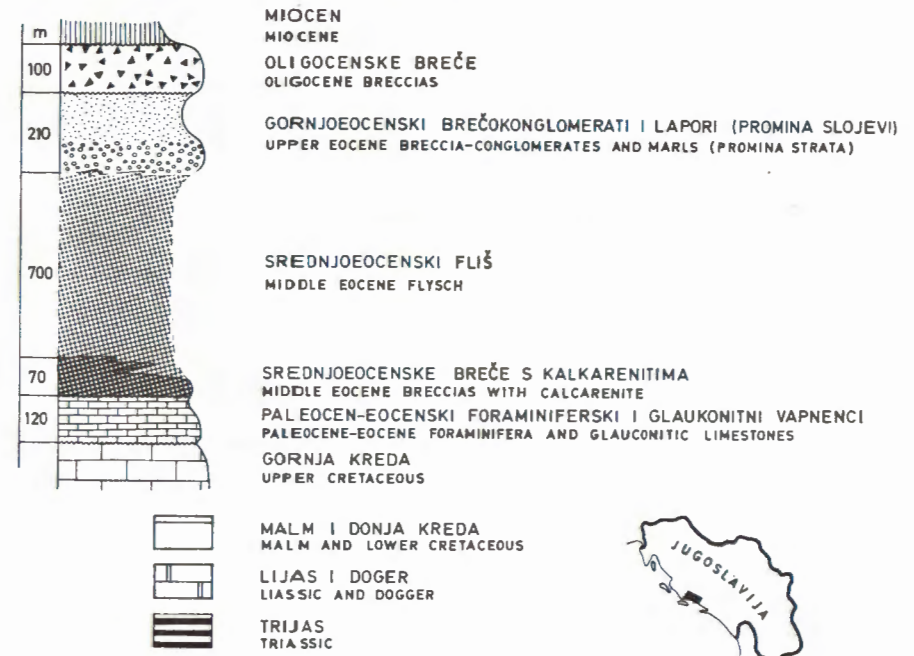 m
MIOCEN
MIOCENE
100
OLIGOCENSKE BREČE
OLIGOCENE BRECCIAS
210
GORNJOEOCENSKI BREČOKONGLOMERATI I LAPORI (PROMINA SLOJEVI)
UPPER EOCENE BRECCIA-CONGLOMERATES AND MARLS (PROMINA STRATA)
700
SREDNJOEOCENSKI FLIŠ
MIDDLE EOCENE FLYSCH
70
SREDNJOEOCENSKE BREČE S KALKARENITIMA
MIDDLE EOCENE BRECCIAS WITH CALCARENITE
120
PALEOCEN-EOCENSKI FORAMINIFERSKI I GLAUKONITNI VAPNENCI
PALEOCENE-EOCENE FORAMINIFERA AND GLAUCONITIC LIMESTONES
GORNJA KREDA
UPPER CRETACEOUS
MALM I DONJA KREDA
MALM AND LOWER CRETACEOUS
LIJAS I DOGER
LIASSIC AND DOGGER
TRIJAS
TRIASSIC
JUGOSLAVIJA